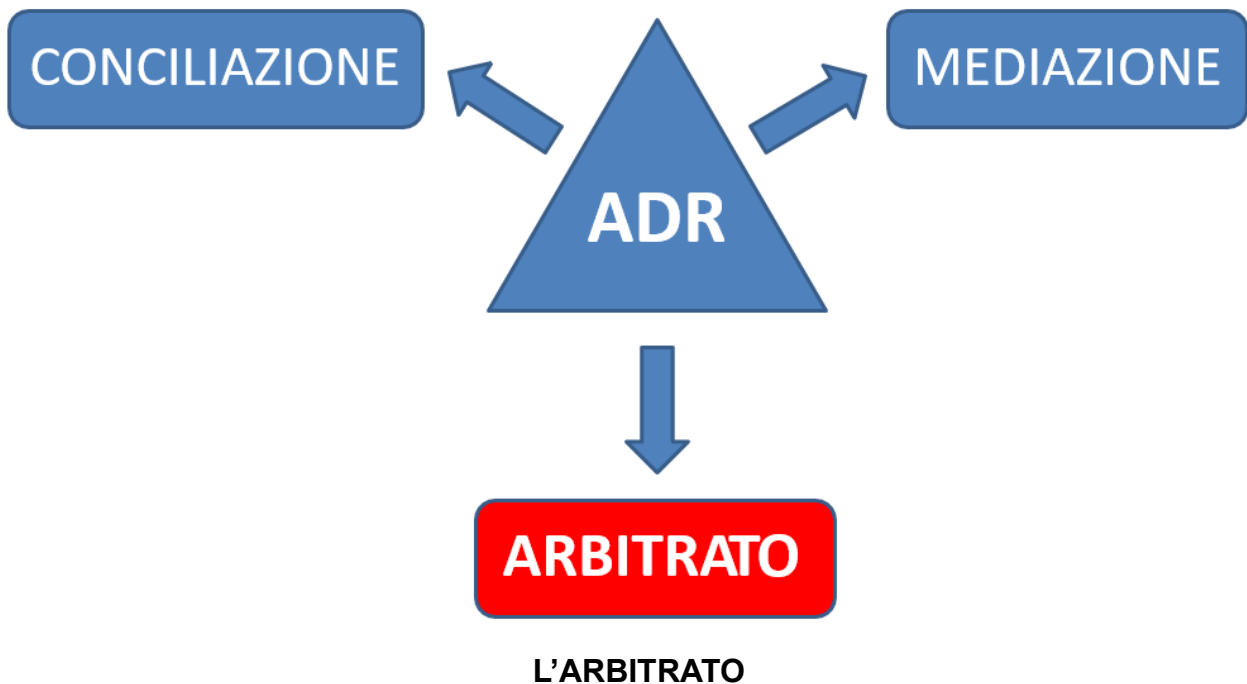 CONCILIAZIONE
MEDIAZIONE
ADR
ARBITRATO
L’ARBITRATO